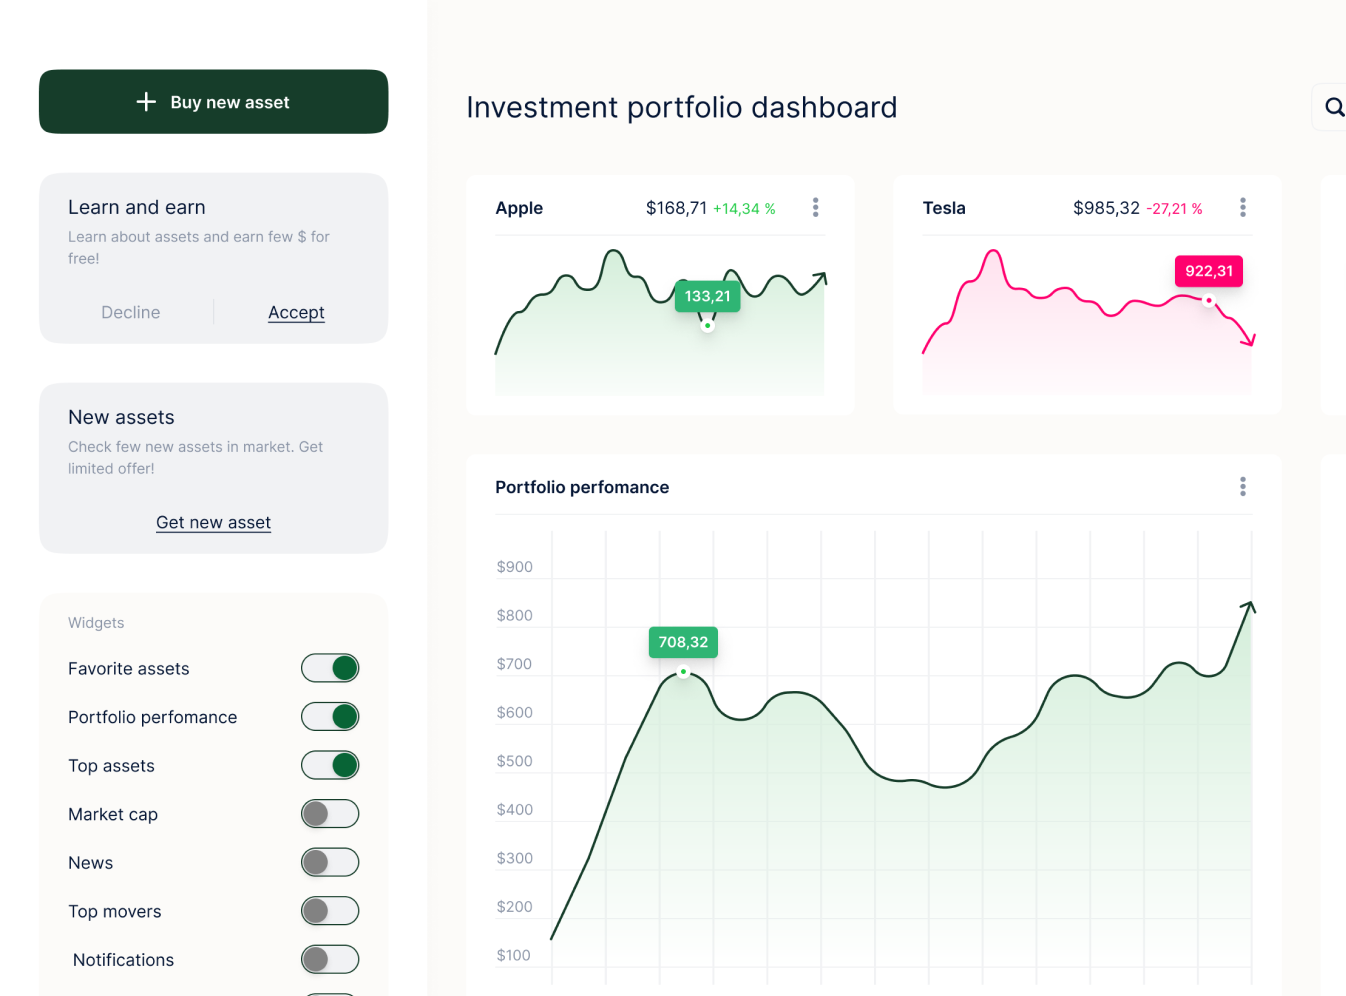 Buy new asset
Learn and earn
Learn about assets and earn few $ for
free!
Decline
Accept
New assets
Check few new assets in market. Get
limited offer!
Get new asset
Widgets
Favorite assets
Portfolio perfomance
Top assets
Market cap
News
Top movers
Notifications
Investment portfolio dashboard
Apple
$168,71 +14,34 %
133,21
Tesla
$985,32 -27,21 %
922,31
Portfolio perfomance
$900
$800
$700
$600
$500
$400
$300
$200
$100
708,32